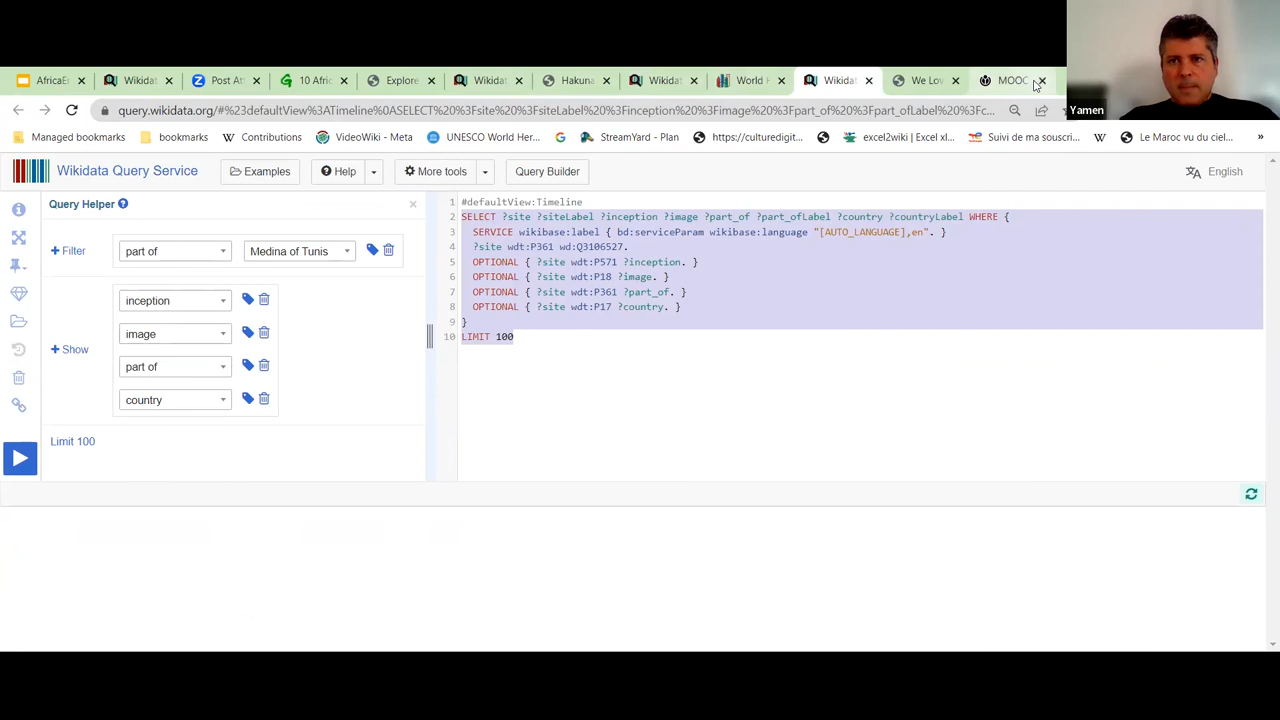 AfricaEn
Wikidat
Post Att
10 Afric
Explore
Wikidat
Hakuna
Wikidat
World H
Wikidat
We Lov
MOOC
Yamen
query.wikidata.org/#%23defaultView%3ATimeline%0ASELECT%20%3Fsite%20%3FsiteLabel%20%3Finception%20%3Fimage%20%3Fpart_of%20%3Fpart_ofLabel%20%3Fc...
Managed bookmarks
bookmarks
Contributions
VideoWiki - Meta
UNESCO World Her...
StreamYard - Plan
https://culturedigit...
excel2wiki | Excel xl...
Suivi de ma souscri...
Le Maroc vu du ciel...
»
Wikidata Query Service
Examples
Help
More tools
Query Builder
English
Query Helper
+ Filter
part of
Medina of Tunis
+ Show
inception
image
part of
country
Limit 100
1 #defaultView:Timeline
2 SELECT ?site ?siteLabel ?inception ?image ?part_of ?part_ofLabel ?country ?countryLabel WHERE {
3 SERVICE wikibase:label { bd:serviceParam wikibase:language "[AUTO_LANGUAGE],en". }
4 ?site wdt:P361 wd:Q3106527.
5 OPTIONAL { ?site wdt:P571 ?inception. }
6 OPTIONAL { ?site wdt:P18 ?image. }
7 OPTIONAL { ?site wdt:P361 ?part_of. }
8 OPTIONAL { ?site wdt:P17 ?country. }
9 }
10 LIMIT 100